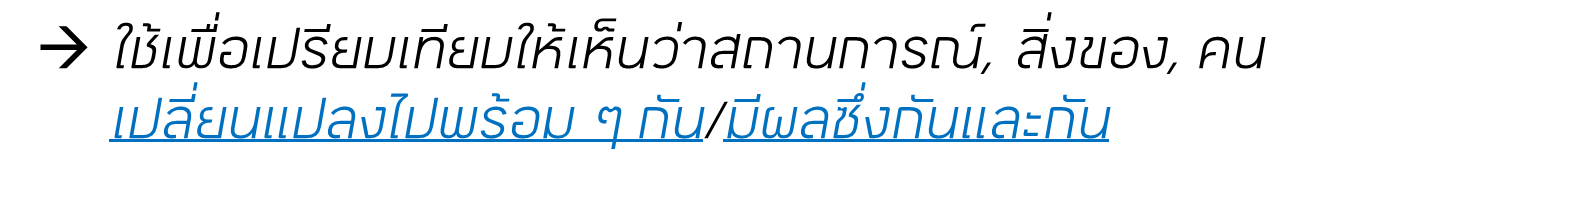 → ใช้เพื่อเปรียบเทียบให้เห็นว่าสถานการณ์, สิ่งของ, คน
เปลี่ยนแปลงไปพร้อม ๆ กัน/มีผลซึ่งกันและกัน